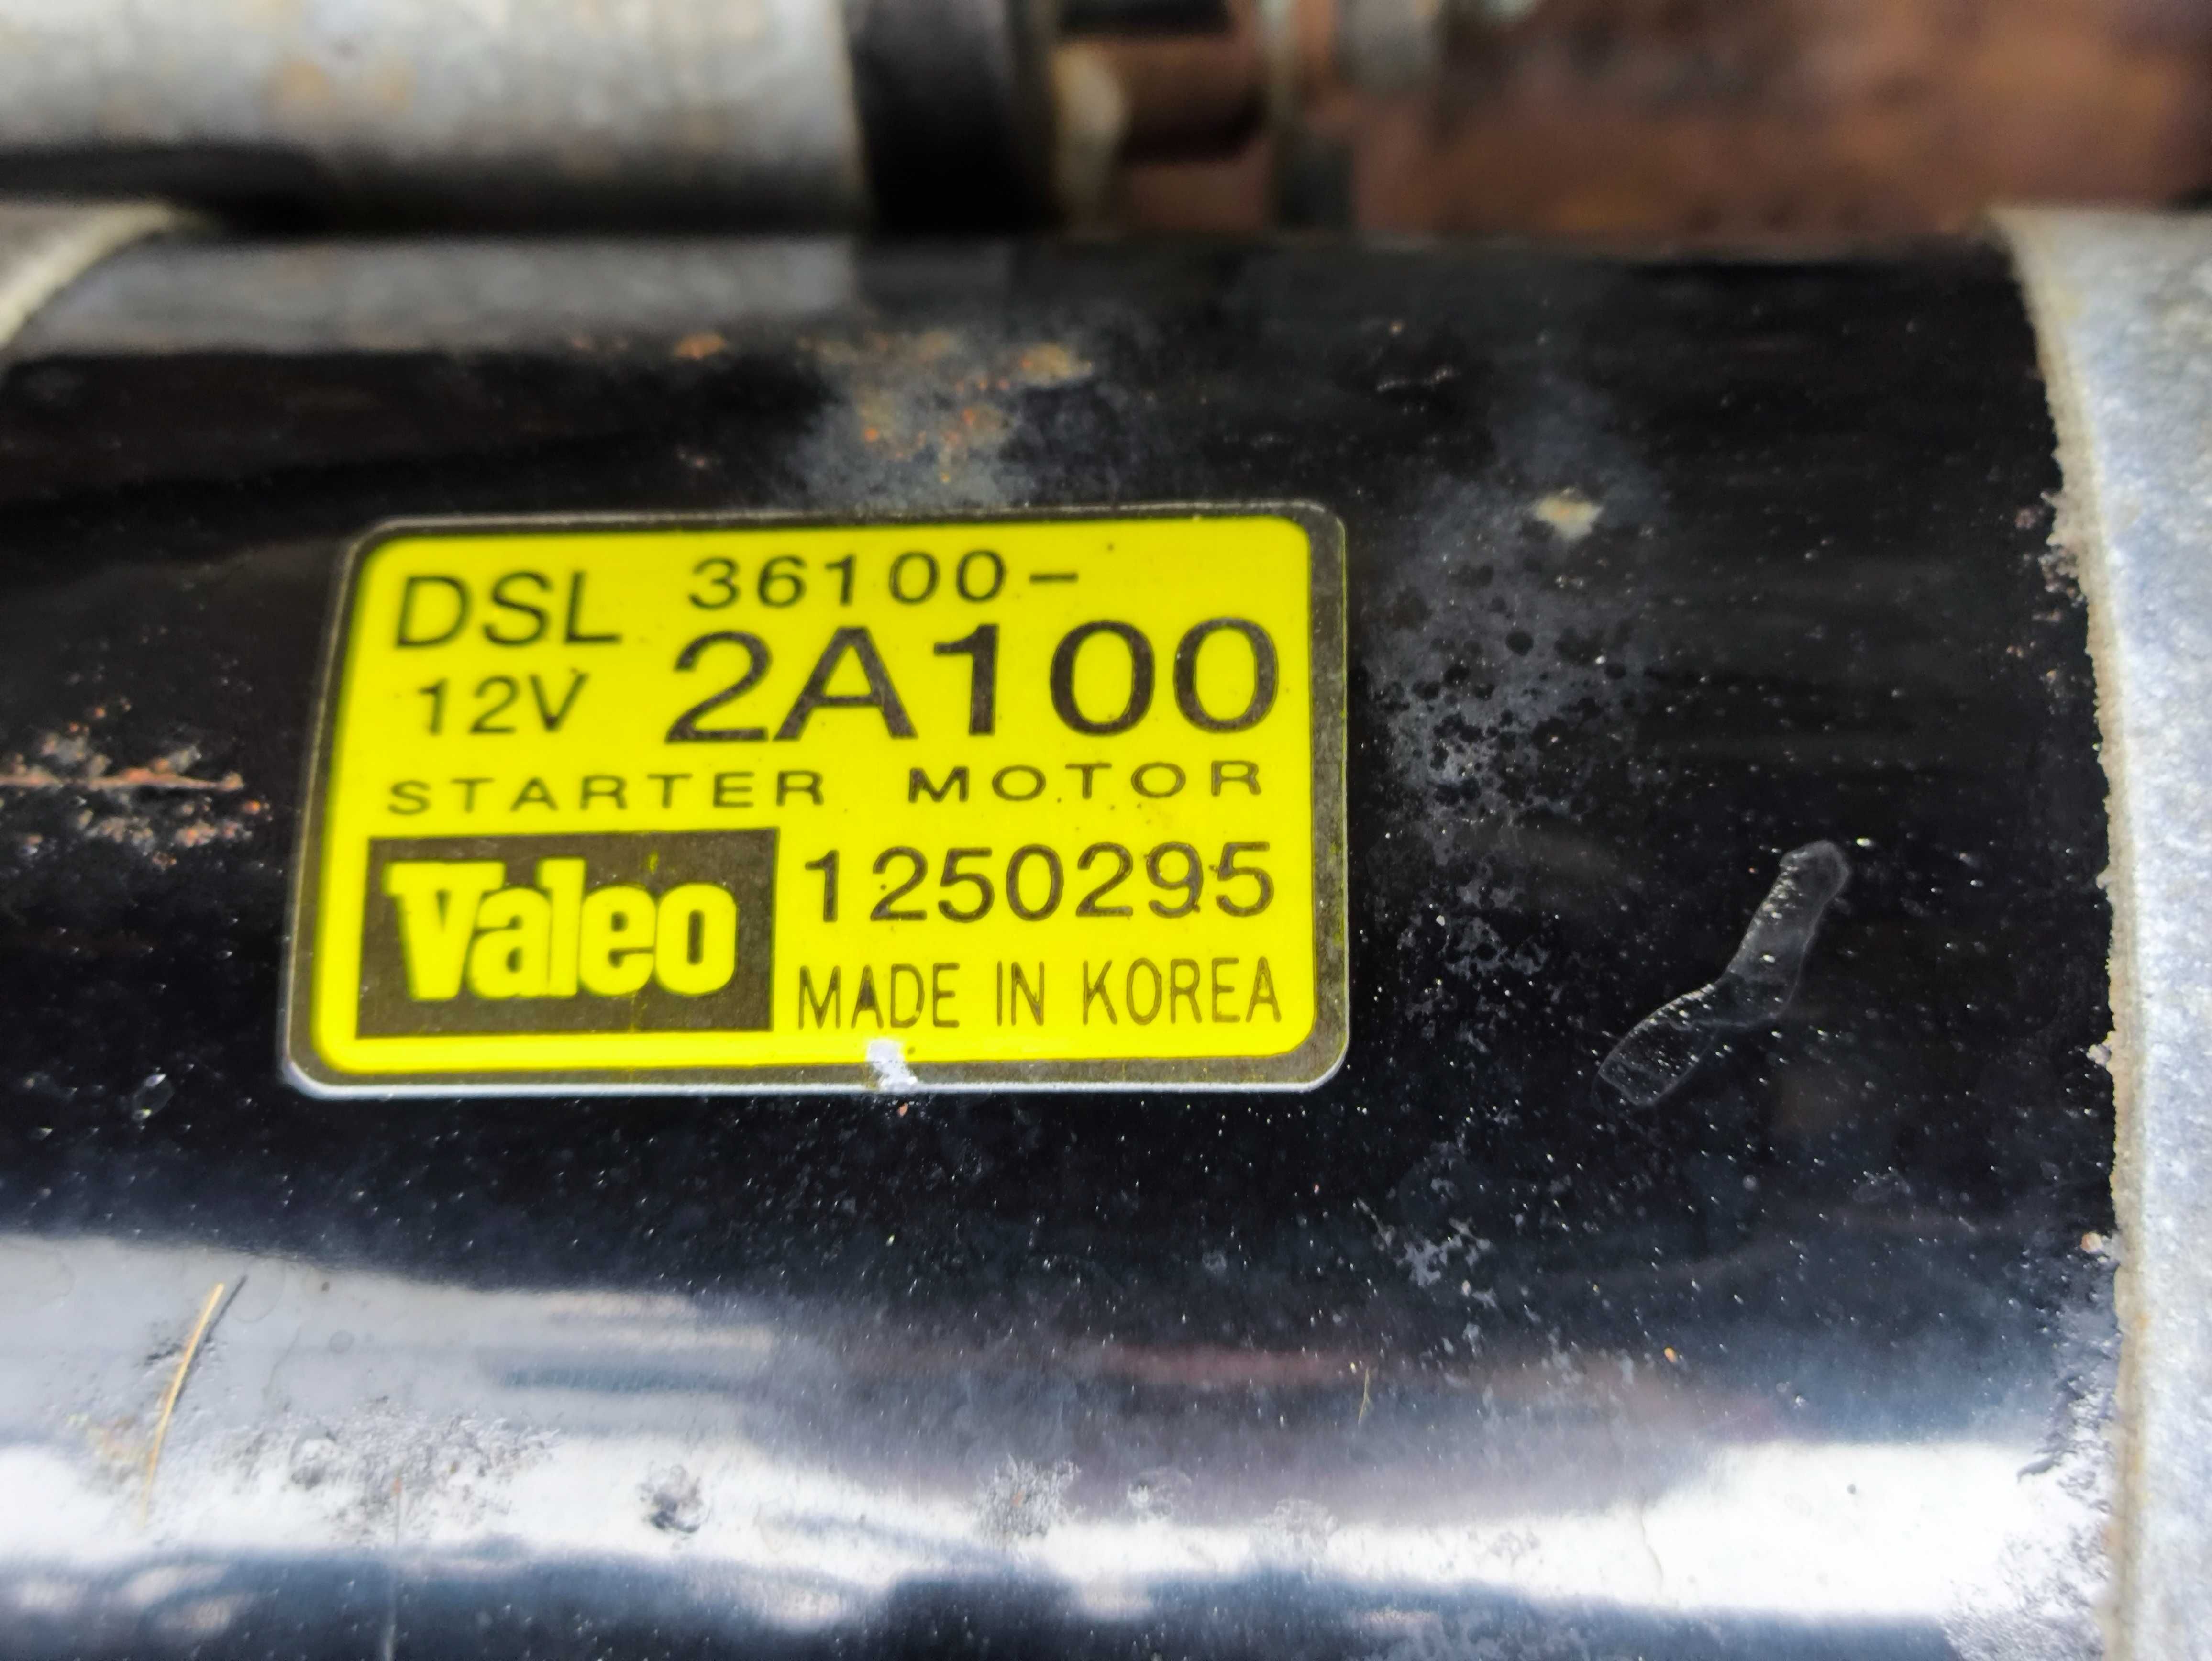 DSL 36100-
12V 2A100
STARTER MOTOR
Valeo 1250295
MADE IN KOREA